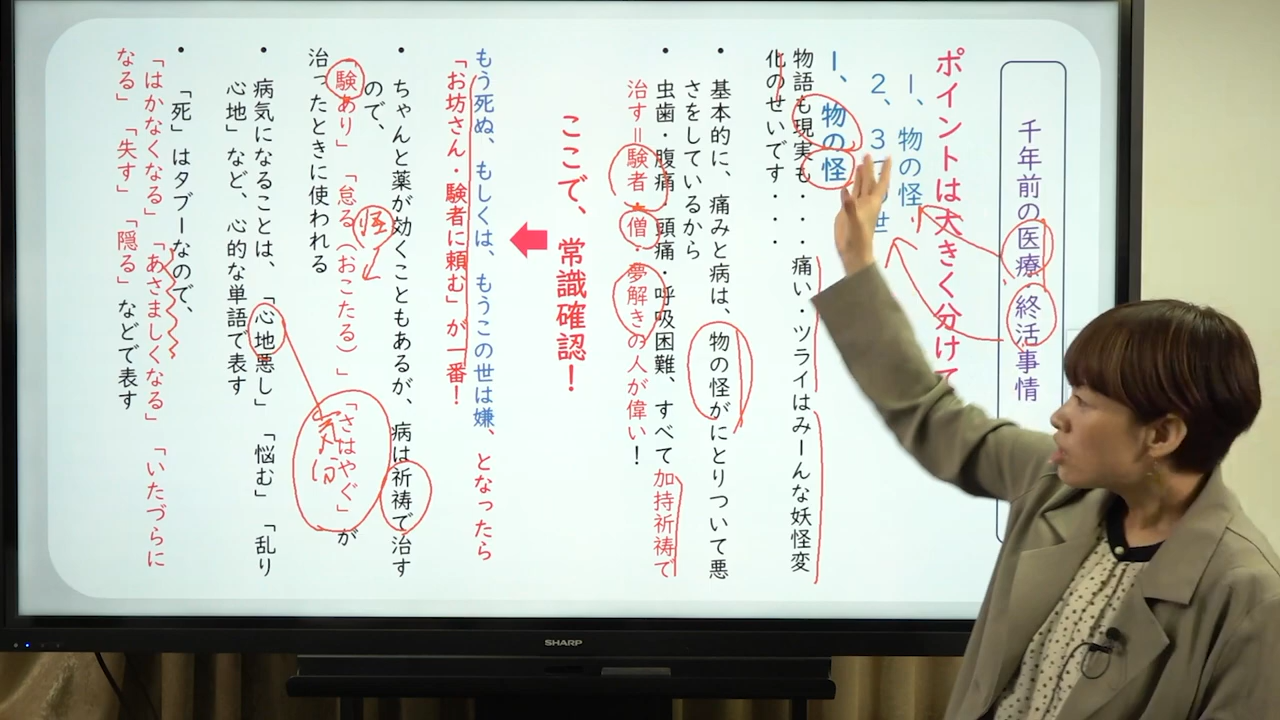 千年前の医療・終活事情
ポイントは大きく分けて
1、物の怪
2、3
世
1、物の怪
物語も現実も・・・痛い・ツライはみーんな妖怪変
化のせいです・・・
・基本的に、痛みと病は、物の怪がにとりついて悪
さをしているから
・虫歯・腹痛・頭痛・呼吸困難、すべて加持祈祷で
治す＝験者・僧・夢解きの人が偉い！
ここで、常識確認！
もう死ぬ、もしくは、もうこの世は嫌、となったら
「お坊さん・験者に頼む」が一番！
・ちゃんと薬が効くこともあるが、病は祈祷で治す
ので、
「験あり」「怠る（おこたる）」「さはやぐ」が
治ったときに使われる
怪
気分
・病気になることは、「心地悪し」「悩む」「乱り
心地」など、心的な単語で表す
・「死」はタブーなので、
「はかなくなる」「あさましくなる」「いたづらに
なる」「失す」「隠る」などで表す
SHARP